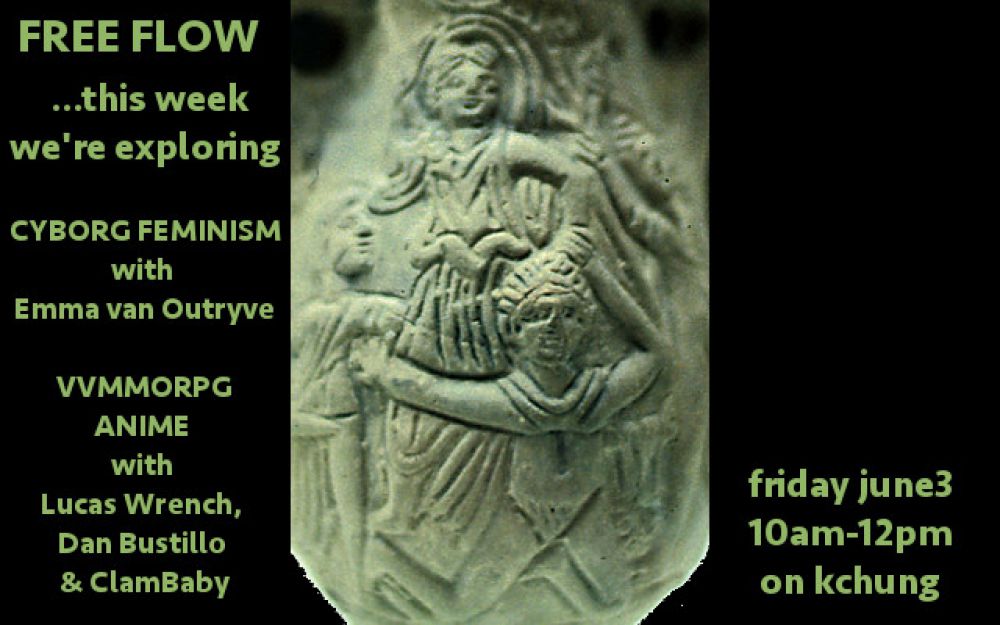 FREE FLOW
...this week
we're exploring
CYBORG FEMINISM
with
Emma van Outryve
VVMMORPG
ANIME
with
Lucas Wrench,
Dan Bustillo
& ClamBaby
friday june3
10am-12pm
on kchung